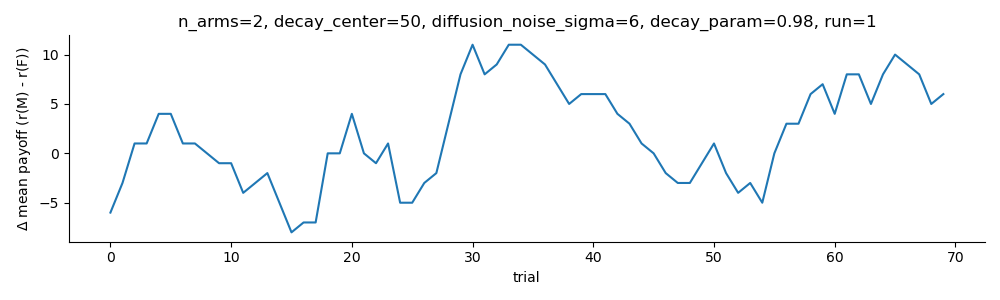 n_arms=2, decay_center=50, diffusion_noise_sigma=6, decay_param=0.98, run=1
Δ mean payoff (r(M) - r(F))
10
5
0
−5
0 10 20 30 40 50 60 70
trial